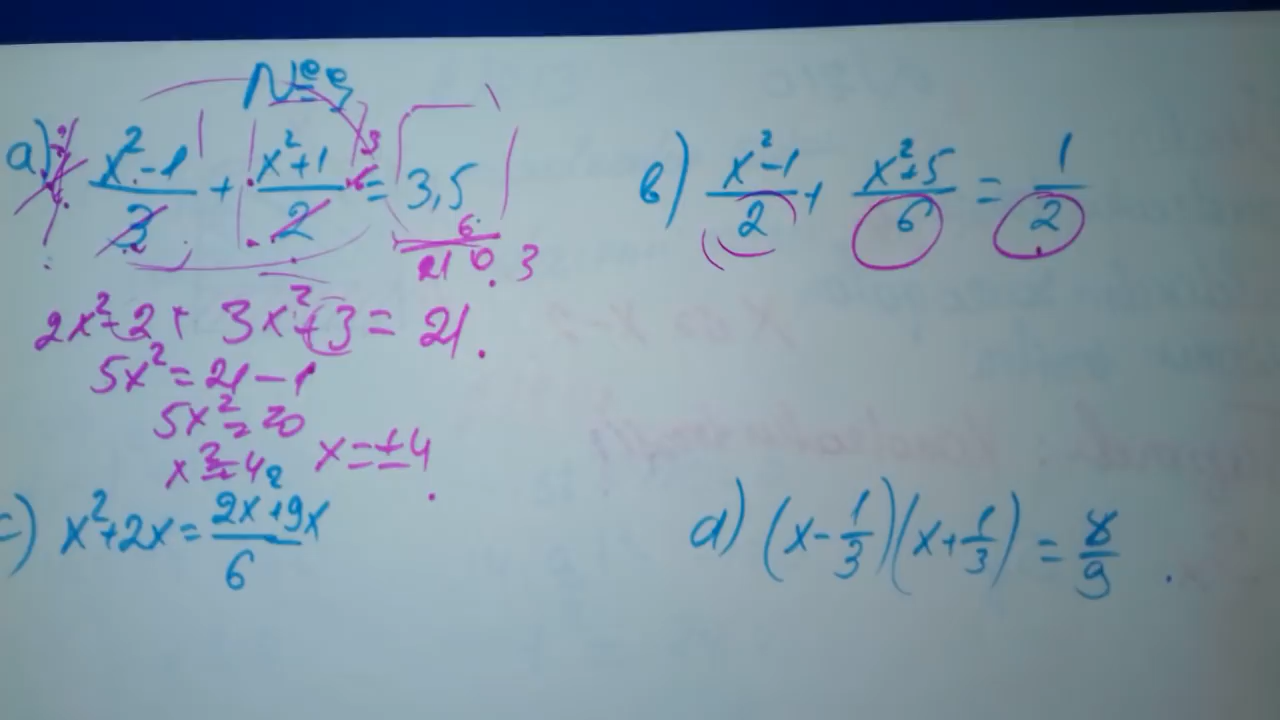 №9
a) x²-1/3 + x²+1/2 = 3,5
b) x²-1/2 + x²+5/6 = 1/2
6
21 0 3
2x²-2+3x²+3=21.
5x²=21-1
5x²=20
x²=4 x=±4
c) x²+2x=2x²+9x/6
d) (x-1/3)(x+1/3)=8/9.